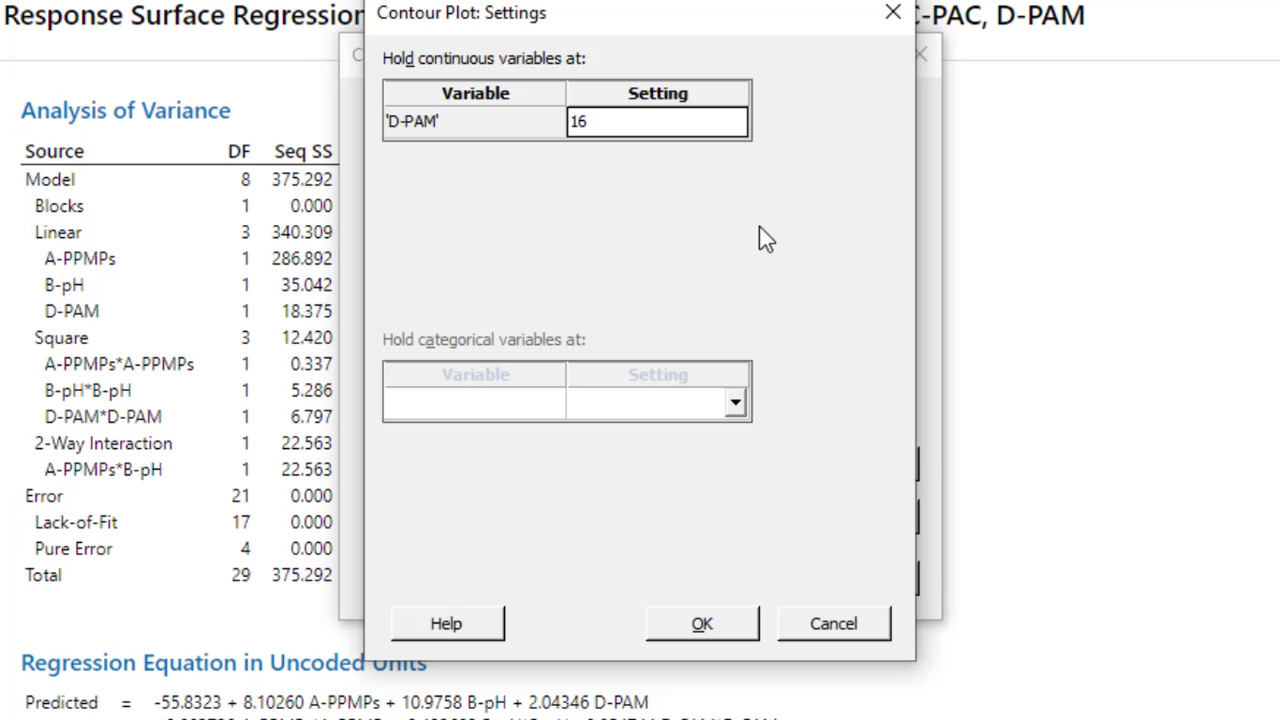 Response Surface Regression
C-PAC, D-PAM
Contour Plot: Settings
Hold continuous variables at:
Variable Setting
'D-PAM' 16
Hold categorical variables at:
Variable Setting
Help OK Cancel
Analysis of Variance
Source DF Seq SS
Model 8 375.292
Blocks 1 0.000
Linear 3 340.309
A-PPMPs 1 286.892
B-pH 1 35.042
D-PAM 1 18.375
Square 3 12.420
A-PPMPs*A-PPMPs 1 0.337
B-pH*B-pH 1 5.286
D-PAM*D-PAM 1 6.797
2-Way Interaction 1 22.563
A-PPMPs*B-pH 1 22.563
Error 21 0.000
Lack-of-Fit 17 0.000
Pure Error 4 0.000
Total 29 375.292
Regression Equation in Uncoded Units
Predicted = -55.8323 + 8.10260 A-PPMPs + 10.9758 B-pH + 2.04346 D-PAM